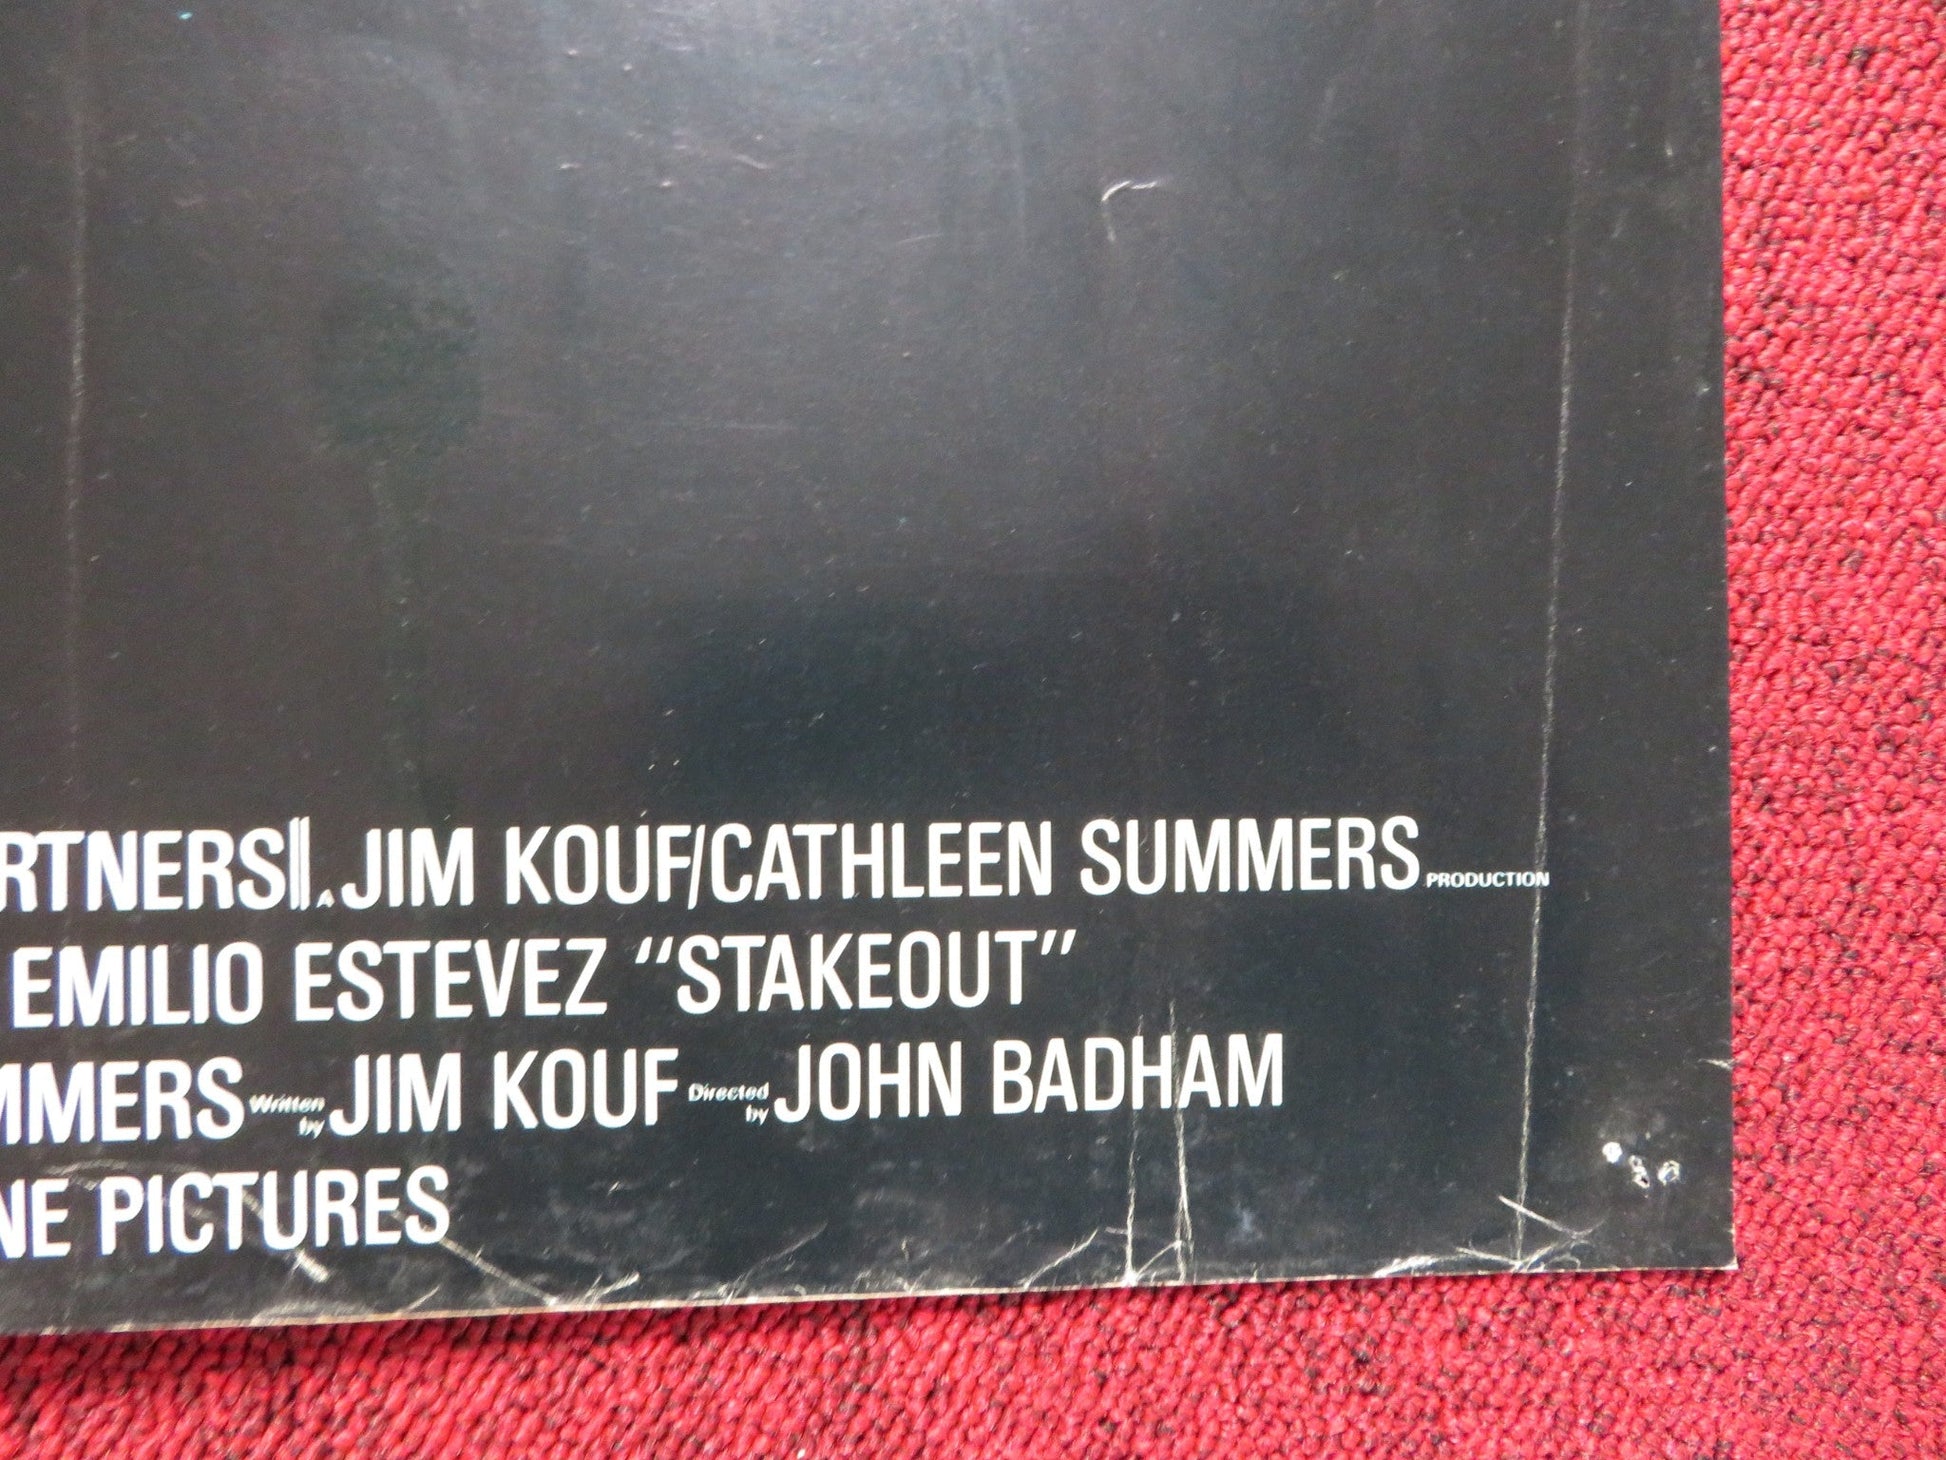 RTNERS III A JIM KOUF/CATHLEEN SUMMERS PRODUCTION
EMILIO ESTEVEZ "STAKEOUT"
MMERS Written by JIM KOUF Directed by JOHN BADHAM
NE PICTURES